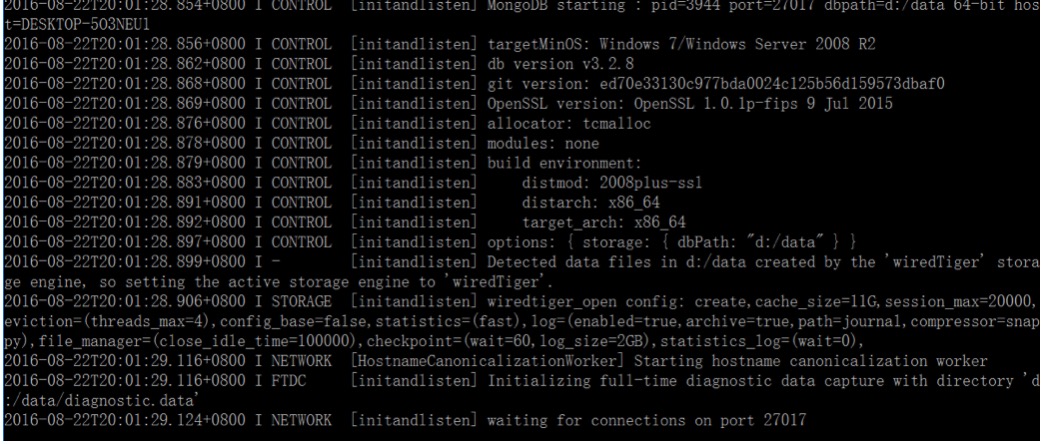 2016-08-22T20:01:28.854+0800 I CONTROL  [initandlisten] MongoDB starting : pid=3944 port=27017 dbpath=d:/data 64-bit hos
t=DESKTOP-503NEU1
2016-08-22T20:01:28.856+0800 I CONTROL  [initandlisten] targetMinOS: Windows 7/Windows Server 2008 R2
2016-08-22T20:01:28.862+0800 I CONTROL  [initandlisten] db version v3.2.8
2016-08-22T20:01:28.868+0800 I CONTROL  [initandlisten] git version: ed70e33130c977bda0024c125b56d159573dbaf0
2016-08-22T20:01:28.869+0800 I CONTROL  [initandlisten] OpenSSL version: OpenSSL 1.0.1p-fips 9 Jul 2015
2016-08-22T20:01:28.876+0800 I CONTROL  [initandlisten] allocator: tcmalloc
2016-08-22T20:01:28.878+0800 I CONTROL  [initandlisten] modules: none
2016-08-22T20:01:28.879+0800 I CONTROL  [initandlisten] build environment:
2016-08-22T20:01:28.883+0800 I CONTROL  [initandlisten]     distmod: 2008plus-ssl
2016-08-22T20:01:28.891+0800 I CONTROL  [initandlisten]     distarch: x86_64
2016-08-22T20:01:28.892+0800 I CONTROL  [initandlisten]     target_arch: x86_64
2016-08-22T20:01:28.897+0800 I CONTROL  [initandlisten] options: { storage: { dbPath: "d:/data" } }
2016-08-22T20:01:28.899+0800 I -        [initandlisten] Detected data files in d:/data created by the 'wiredTiger' stora
ge engine, so setting the active storage engine to 'wiredTiger'.
2016-08-22T20:01:28.906+0800 I STORAGE  [initandlisten] wiredtiger_open config: create,cache_size=11G,session_max=20000,
eviction=(threads_max=4),config_base=false,statistics=(fast),log=(enabled=true,archive=true,path=journal,compressor=snap
py),file_manager=(close_idle_time=100000),checkpoint=(wait=60,log_size=2GB),statistics_log=(wait=0),
2016-08-22T20:01:29.116+0800 I NETWORK  [HostnameCanonicalizationWorker] Starting hostname canonicalization worker
2016-08-22T20:01:29.116+0800 I FTDC     [initandlisten] Initializing full-time diagnostic data capture with directory 'd
:/data/diagnostic.data'
2016-08-22T20:01:29.124+0800 I NETWORK  [initandlisten] waiting for connections on port 27017